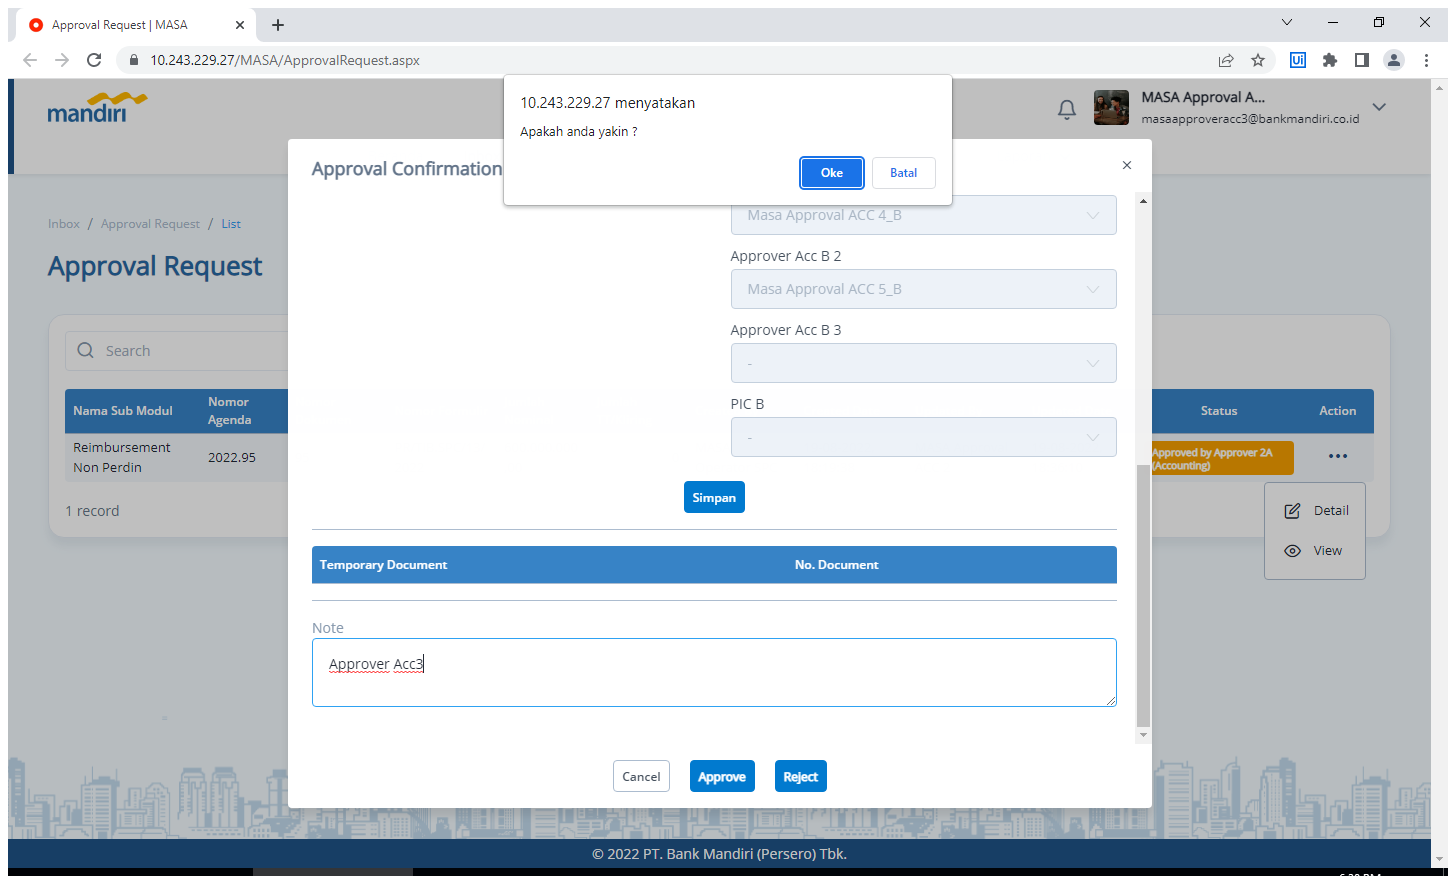 Approval Request | MASA
10.243.229.27/MASA/ApprovalRequest.aspx
Ui
10.243.229.27 menyatakan
Apakah anda yakin ?
Oke
Batal
mandiri
MASA Approval A...
masaapproveracc3@bankmandiri.co.id
Approval Confirmation
Inbox / Approval Request / List
Approval Request
Search
Nama Sub Modul
Nomor
Agenda
Status
Action
Reimbursement
Non Perdin
2022.95
Approved by Approver 2A
(Accounting)
1 record
Detail
View
Masa Approval ACC 4_B
Approver Acc B 2
Masa Approval ACC 5_B
Approver Acc B 3
-
PIC B
-
Simpan
Temporary Document
No. Document
Note
Approver Acc3
Cancel
Approve
Reject
© 2022 PT. Bank Mandiri (Persero) Tbk.